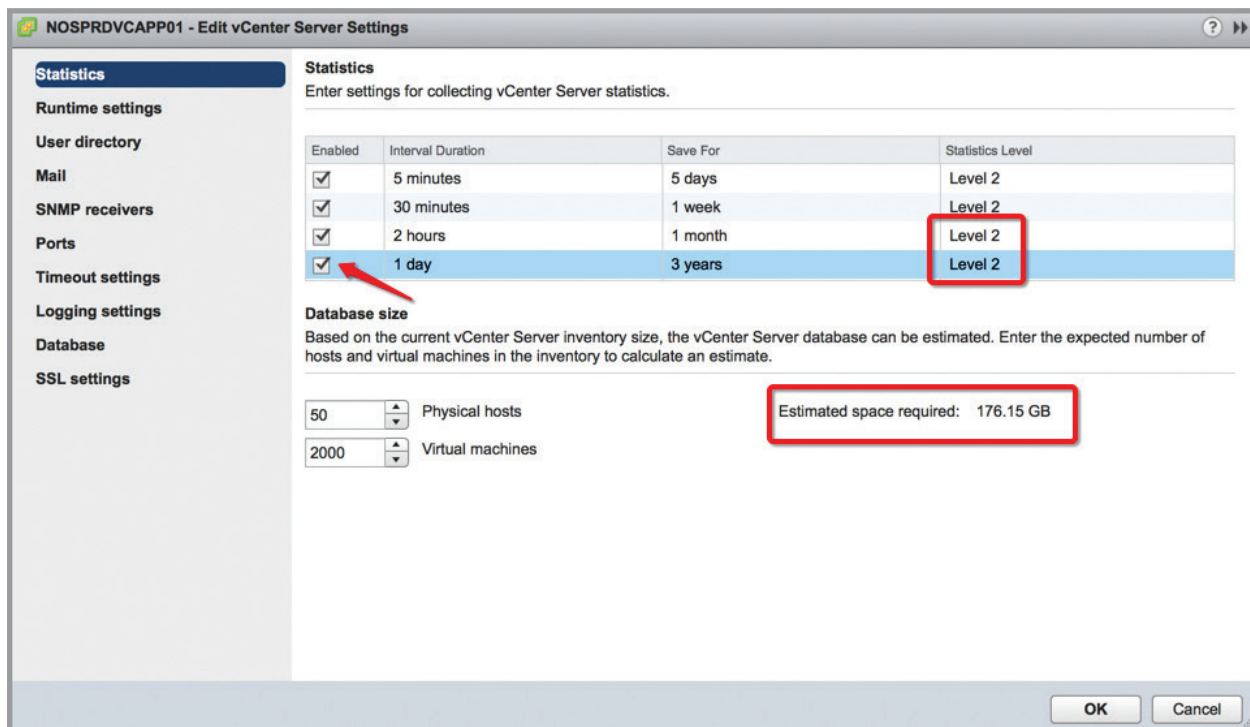 NOSPRDVCAPP01 - Edit vCenter Server Settings
?
Statistics
Runtime settings
User directory
Mail
SNMP receivers
Ports
Timeout settings
Logging settings
Database
SSL settings
Statistics
Enter settings for collecting vCenter Server statistics.
Enabled Interval Duration Save For Statistics Level
5 minutes 5 days Level 2
30 minutes 1 week Level 2
2 hours 1 month Level 2
1 day 3 years Level 2
Database size
Based on the current vCenter Server inventory size, the vCenter Server database can be estimated. Enter the expected number of
hosts and virtual machines in the inventory to calculate an estimate.
50 Physical hosts Estimated space required: 176.15 GB
2000 Virtual machines
OK Cancel